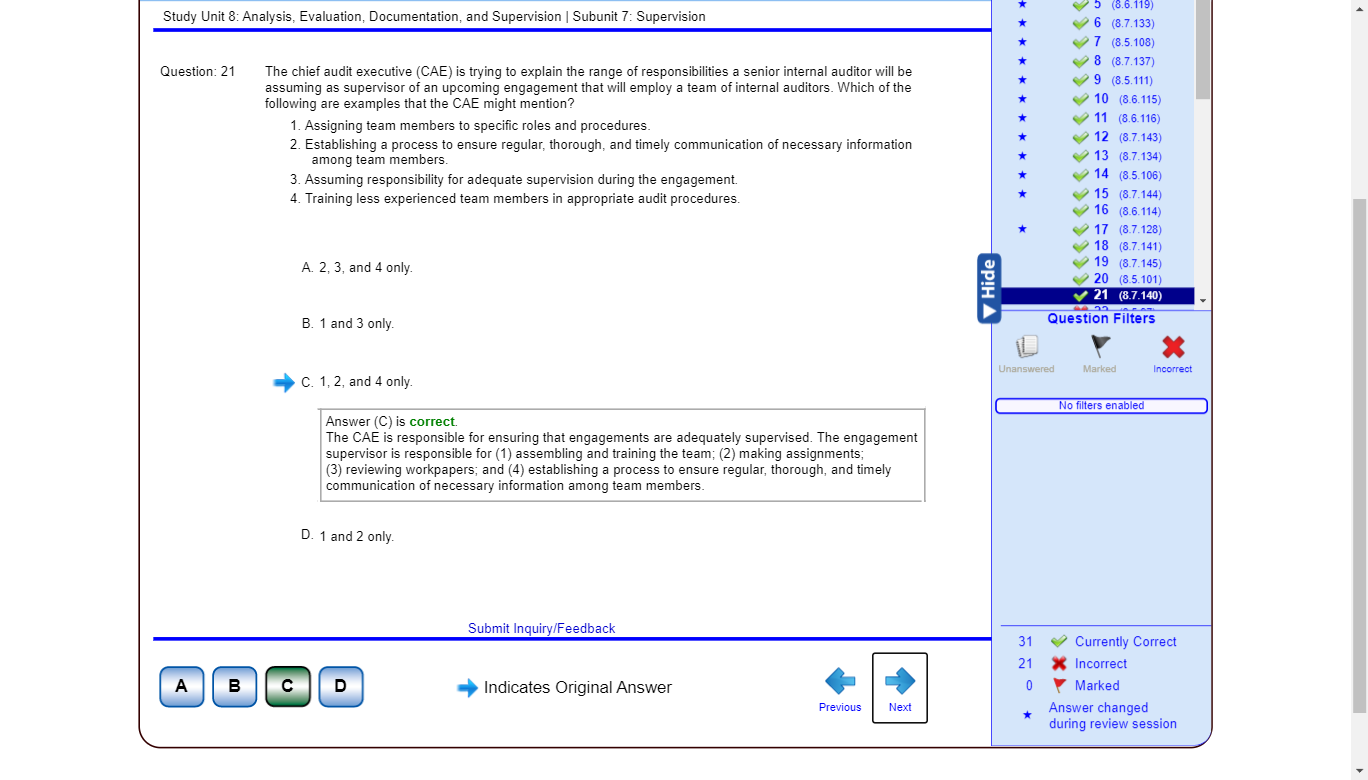 Study Unit 8: Analysis, Evaluation, Documentation, and Supervision | Subunit 7: Supervision
Question: 21
The chief audit executive (CAE) is trying to explain the range of responsibilities a senior internal auditor will be
assuming as supervisor of an upcoming engagement that will employ a team of internal auditors. Which of the
following are examples that the CAE might mention?
1. Assigning team members to specific roles and procedures.
2. Establishing a process to ensure regular, thorough, and timely communication of necessary information
among team members.
3. Assuming responsibility for adequate supervision during the engagement.
4. Training less experienced team members in appropriate audit procedures.
A. 2, 3, and 4 only.
B. 1 and 3 only.
C. 1, 2, and 4 only.
Answer (C) is correct.
The CAE is responsible for ensuring that engagements are adequately supervised. The engagement
supervisor is responsible for (1) assembling and training the team; (2) making assignments;
(3) reviewing workpapers; and (4) establishing a process to ensure regular, thorough, and timely
communication of necessary information among team members.
D. 1 and 2 only.
Submit Inquiry/Feedback
A B C D
Indicates Original Answer
Previous
Next
5 (8.6.119)
6 (8.7.133)
7 (8.5.108)
8 (8.7.137)
9 (8.5.111)
10 (8.6.115)
11 (8.6.116)
12 (8.7.143)
13 (8.7.134)
14 (8.5.106)
15 (8.7.144)
16 (8.6.114)
17 (8.7.128)
18 (8.7.141)
19 (8.7.145)
20 (8.5.101)
21 (8.7.140)
Hide
Question Filters
Unanswered
Marked
Incorrect
No filters enabled
31 Currently Correct
21 Incorrect
0 Marked
Answer changed
during review session